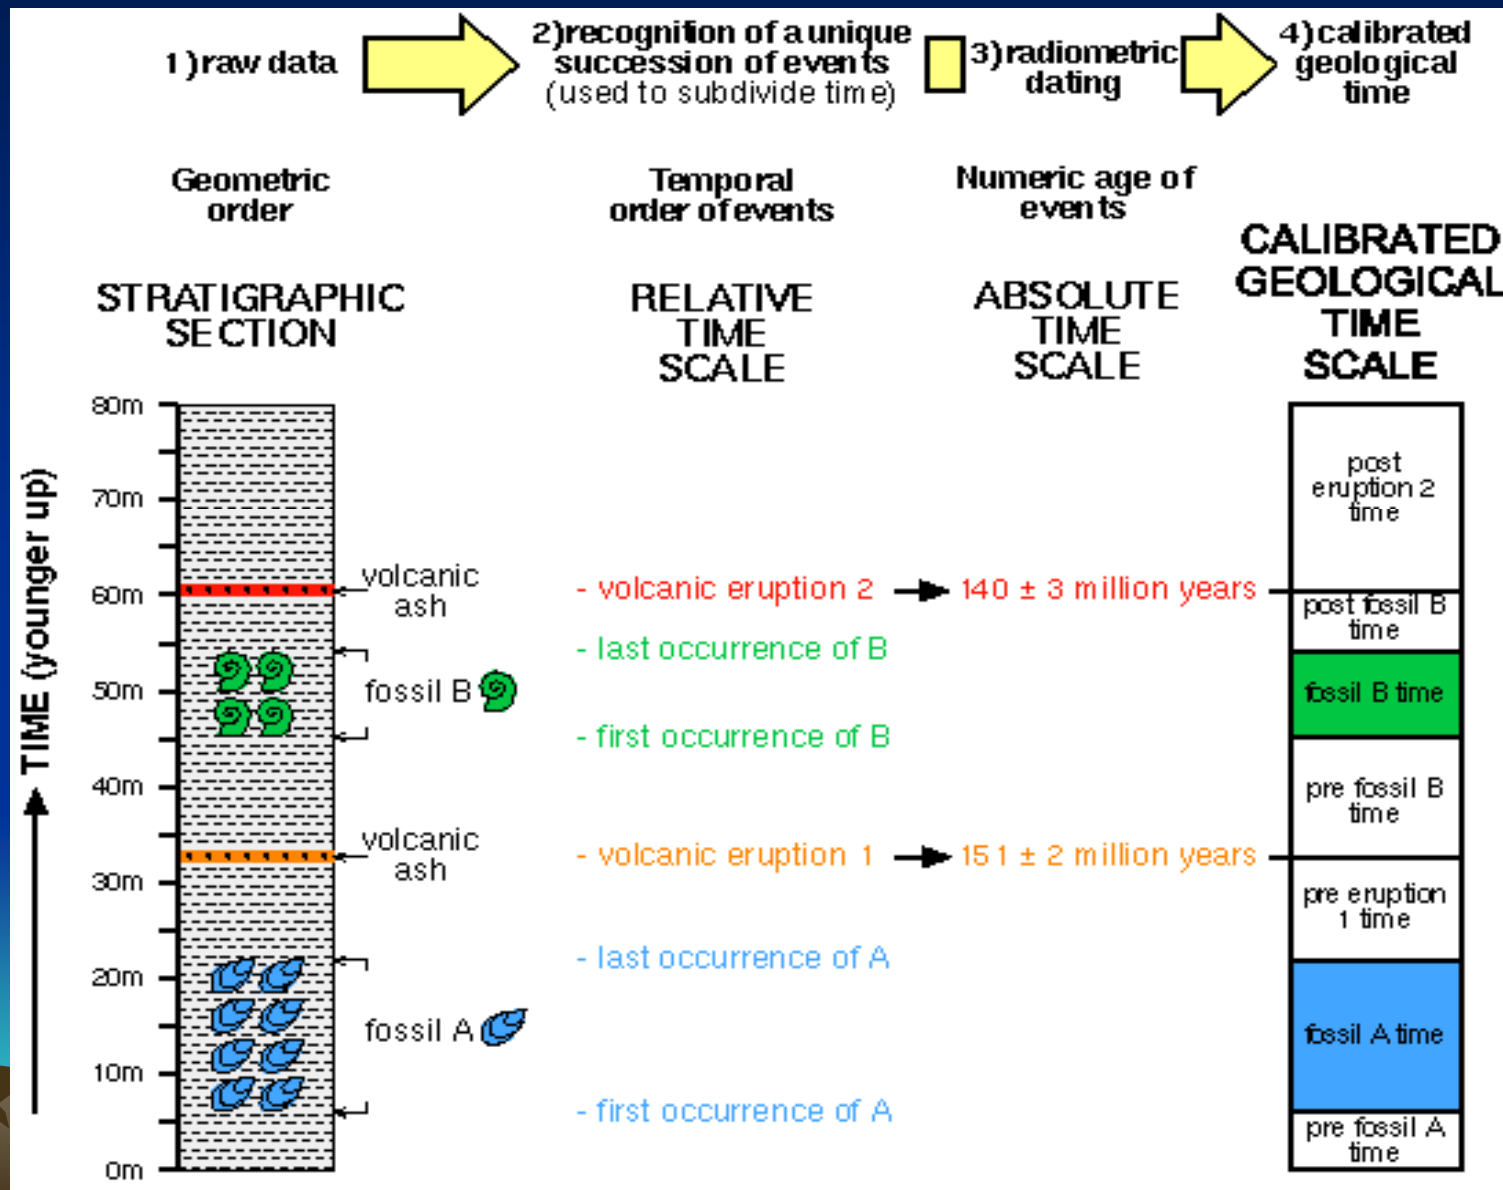 1)raw data
2)recognition of a unique
succession of events
(used to subdivide time)
3)radiometric
dating
4)calibrated
geological
time
Geometric
order
Temporal
order of events
Numeric age of
events
STRATIGRAPHIC
SECTION
RELATIVE
TIME
SCALE
ABSOLUTE
TIME
SCALE
CALIBRATED
GEOLOGICAL
TIME
SCALE
TIME (younger up)
80m
70m
60m
50m
40m
30m
20m
10m
0m
volcanic
ash
fossil B
volcanic
ash
fossil A
- volcanic eruption 2
- last occurrence of B
- first occurrence of B
- volcanic eruption 1
- last occurrence of A
- first occurrence of A
140 ± 3 million years
151 ± 2 million years
post
eruption 2
time
post fossil B
time
fossil B time
pre fossil B
time
pre eruption
1 time
fossil A time
pre fossil A
time